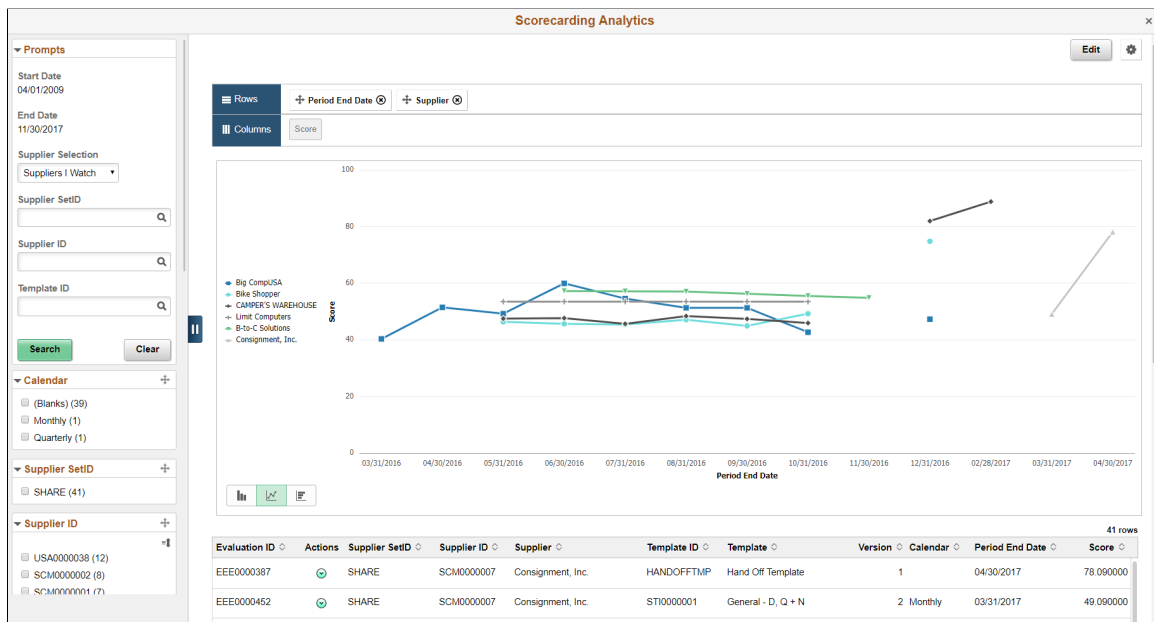 Scorecarding Analytics
×
Prompts
Start Date
04/01/2009
End Date
11/30/2017
Supplier Selection
Suppliers I Watch
Supplier SetID
Supplier ID
Template ID
Search Clear
Calendar
(Blanks) (39)
Monthly (1)
Quarterly (1)
Supplier SetID
SHARE (41)
Supplier ID
USA0000038 (12)
SCM0000002 (8)
SCM0000001 (7)
Edit
Rows Period End Date Supplier
Columns Score
100
80
60
40
20
0
Score
Big CompUSA
Bike Shopper
CAMPER'S WAREHOUSE
Limit Computers
B-to-C Solutions
Consignment, Inc.
03/31/2016 04/30/2016 05/31/2016 06/30/2016 07/31/2016 08/31/2016 09/30/2016 10/31/2016 11/30/2016 12/31/2016 02/28/2017 03/31/2017 04/30/2017
Period End Date
41 rows
Evaluation ID Actions Supplier SetID Supplier ID Supplier Template ID Template Version Calendar Period End Date Score
EEE0000387 SHARE SCM0000007 Consignment, Inc. HANDOFFTMP Hand Off Template 1 04/30/2017 78.090000
EEE0000452 SHARE SCM0000007 Consignment, Inc. STI0000001 General - D, Q + N 2 Monthly 03/31/2017 49.090000